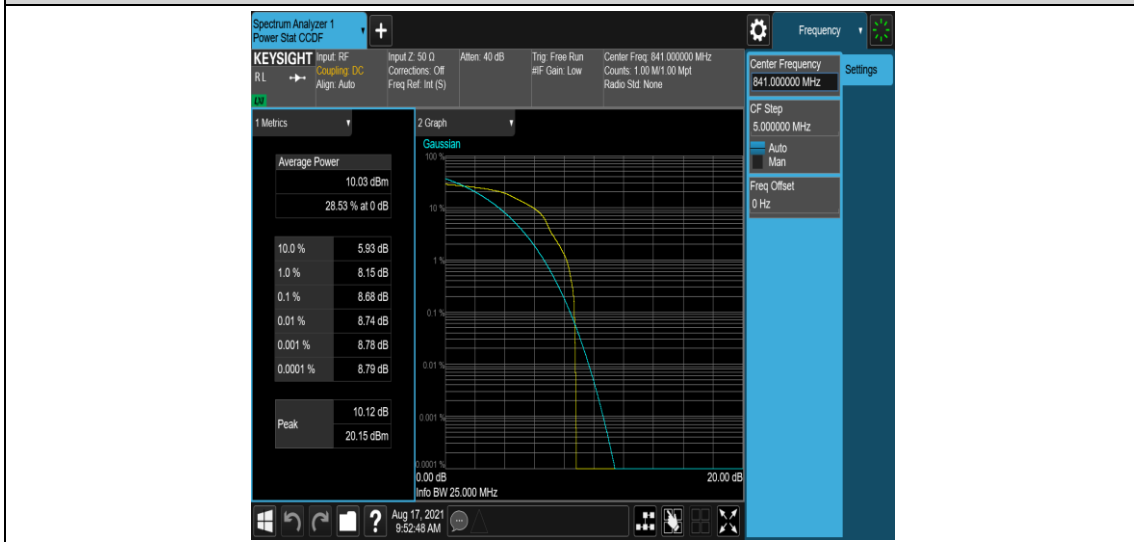 Spectrum Analyzer 1
Power Stat CCDF
+
Frequency
KEYSIGHT
RL
LXI
Input: RF
Coupling: DC
Align: Auto
Input Z: 50 Ω
Corrections: Off
Freq Ref: Int (S)
Atten: 40 dB
Trig: Free Run
#IF Gain: Low
Center Freq: 841.000000 MHz
Counts: 1.00 M/1.00 Mpt
Radio Std: None
Center Frequency
841.000000 MHz
Settings
CF Step
5.000000 MHz
Auto
Man
Freq Offset
0 Hz
1 Metrics
Average Power
10.03 dBm
28.53 % at 0 dB
10.0 % 5.93 dB
1.0 % 8.15 dB
0.1 % 8.68 dB
0.01 % 8.74 dB
0.001 % 8.78 dB
0.0001 % 8.79 dB
Peak
10.12 dB
20.15 dBm
2 Graph
Gaussian
100 %
10 %
1 %
0.1 %
0.01 %
0.001 %
0.0001 %
0.00 dB 20.00 dB
Info BW 25.000 MHz
?
Aug 17, 2021
9:52:48 AM